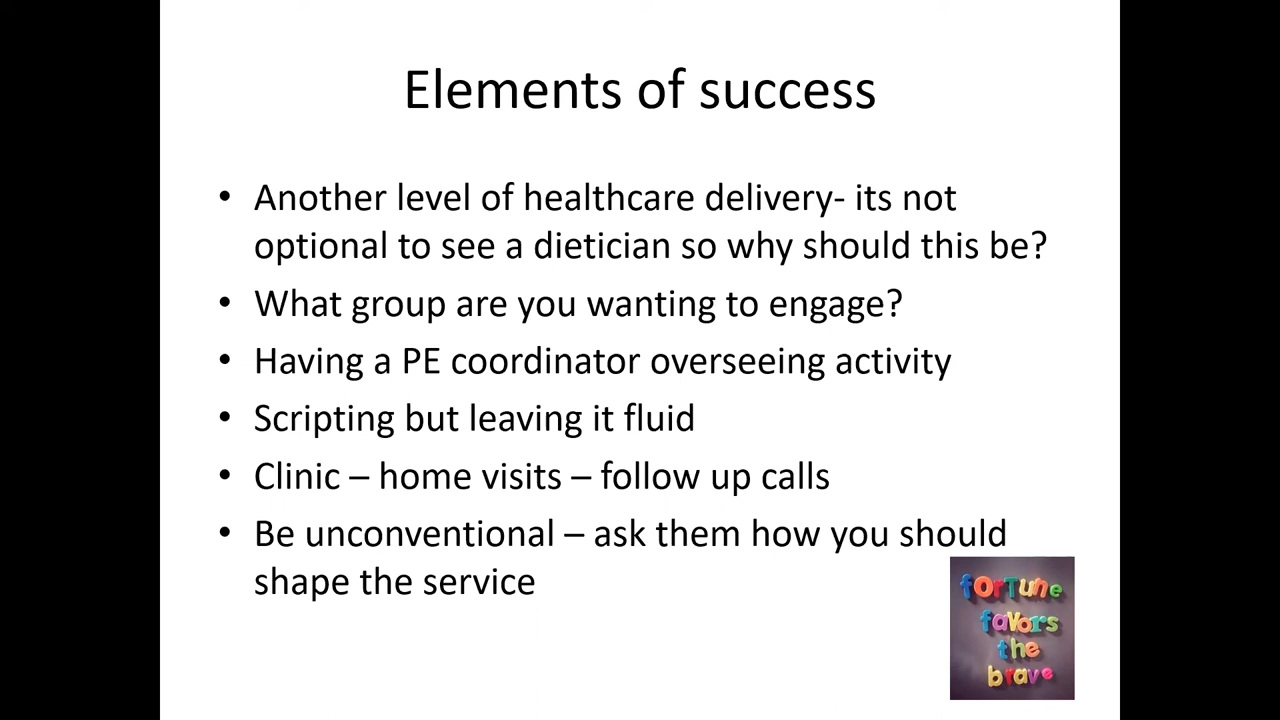 Elements of success
• Another level of healthcare delivery- its not
optional to see a dietician so why should this be?
• What group are you wanting to engage?
• Having a PE coordinator overseeing activity
• Scripting but leaving it fluid
• Clinic – home visits – follow up calls
• Be unconventional – ask them how you should
shape the service
forTune
favors
the
brave